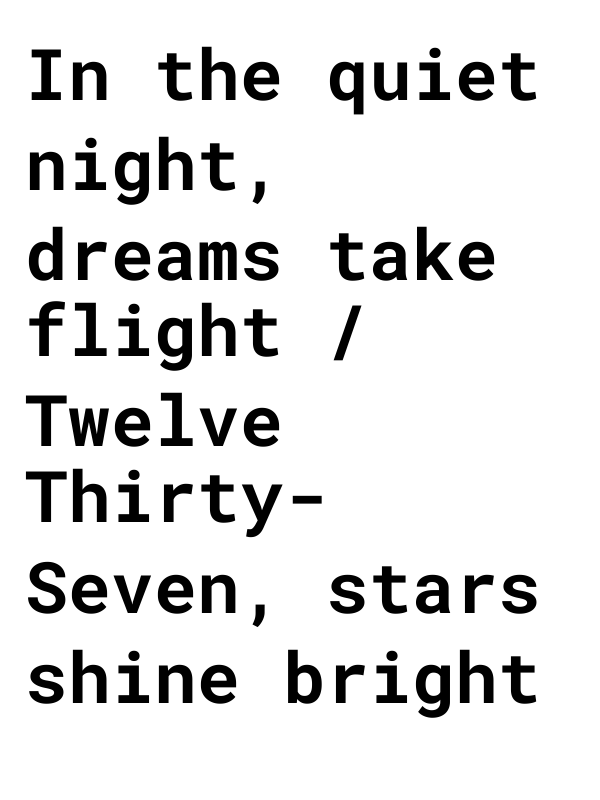 In the quiet
night,
dreams take
flight /
Twelve
Thirty-
Seven, stars
shine bright